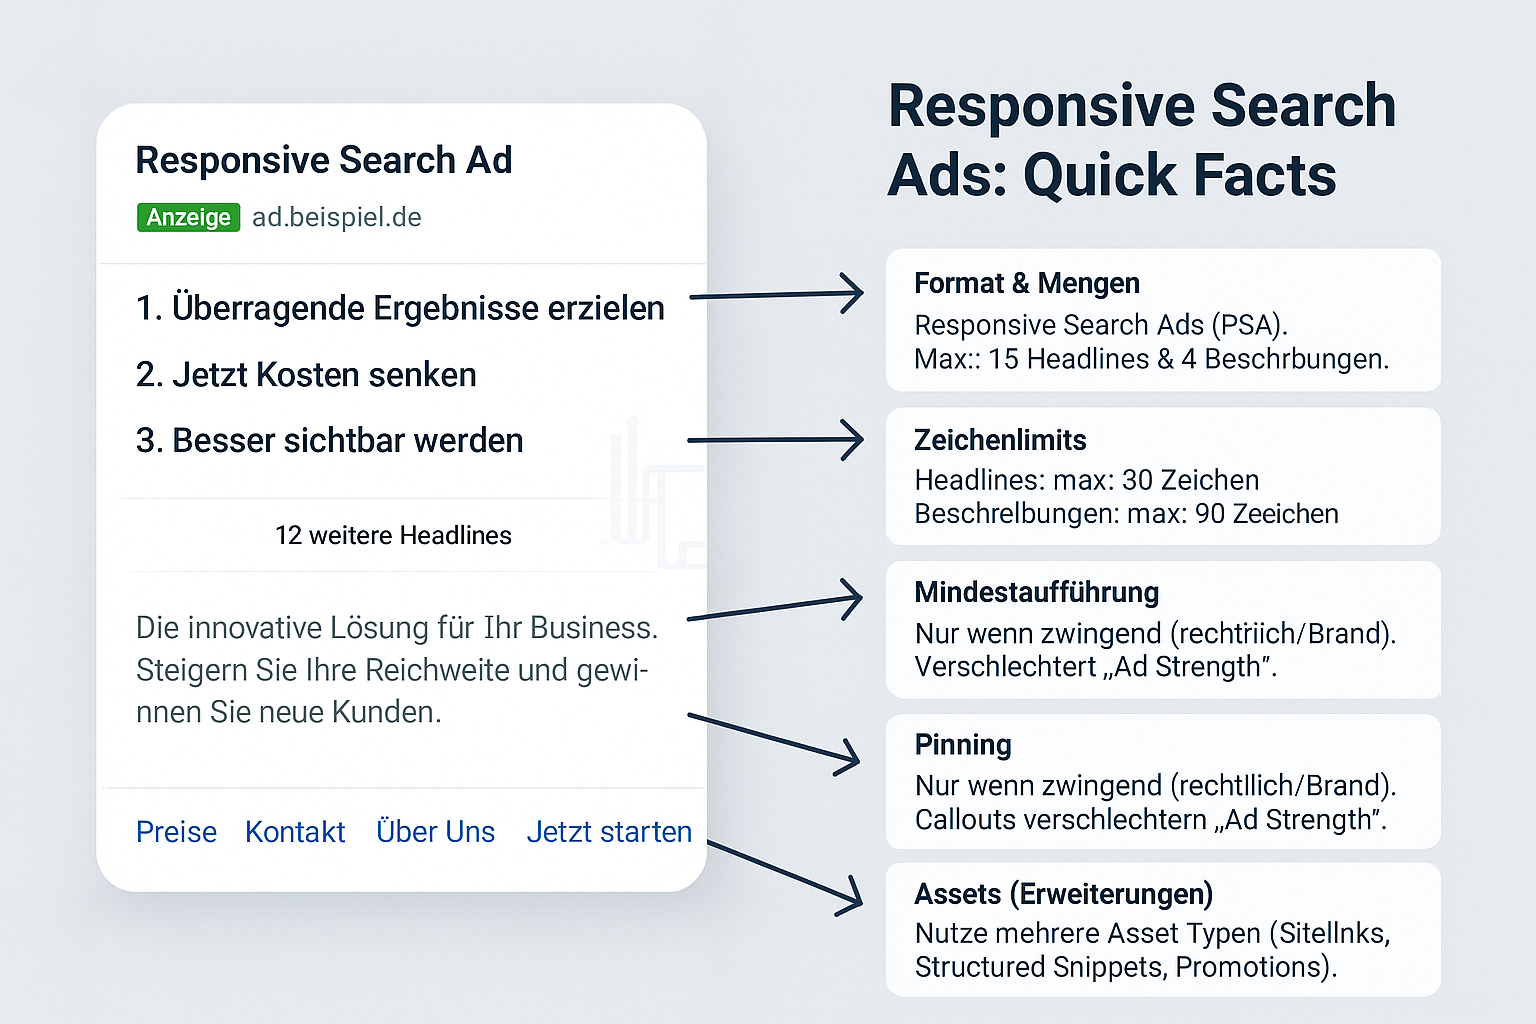 Responsive Search Ad
Anzeige ad.beispiel.de
1. Überragende Ergebnisse erzielen
2. Jetzt Kosten senken
3. Besser sichtbar werden
12 weitere Headlines
Die innovative Lösung für Ihr Business.
Steigern Sie Ihre Reichweite und gewi-
nnen Sie neue Kunden.
Preise Kontakt Über Uns Jetzt starten
Responsive Search
Ads: Quick Facts
Format & Mengen
Responsive Search Ads (PSA).
Max:: 15 Headlines & 4 Beschrbungen.
Zeichenlimits
Headlines: max: 30 Zeichen
Beschrelbungen: max: 90 Zeeichen
Mindestaufführung
Nur wenn zwingend (rechtriich/Brand).
Verschlechtert „Ad Strength”.
Pinning
Nur wenn zwingend (rechtllich/Brand).
Callouts verschlechtern „Ad Strength”.
Assets (Erweiterungen)
Nutze mehrere Asset Typen (Sitellnks,
Structured Snippets, Promotions).